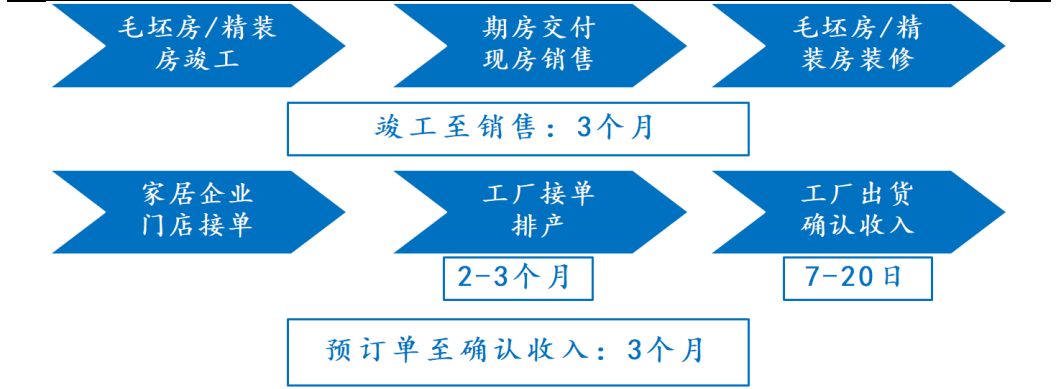 毛坯房/精装
房竣工
期房交付
现房销售
毛坯房/精
装房装修
竣工至销售：3个月
家居企业
门店接单
工厂接单
排产
工厂出货
确认收入
2-3个月
7-20日
预订单至确认收入：3个月